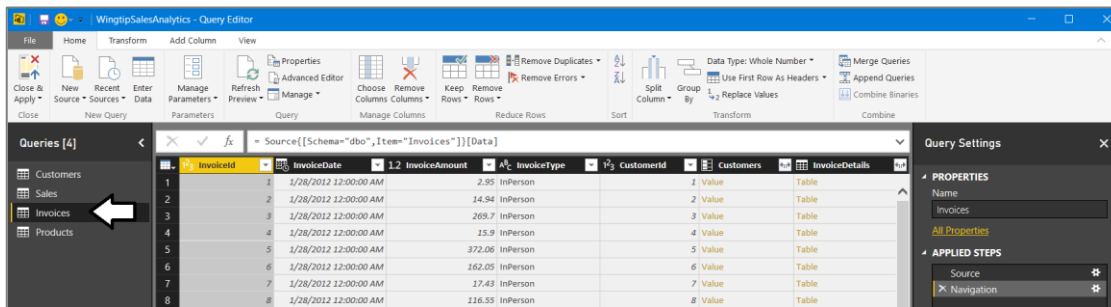 WingtipSalesAnalytics - Query Editor
File Home Transform Add Column View
Close & Apply
New Source
Recent Sources
Enter Data
Manage Parameters
Refresh Preview
Properties
Advanced Editor
Manage
Choose Columns
Remove Columns
Keep Rows
Remove Rows
Remove Duplicates
Remove Errors
Split Column
Group By
Data Type: Whole Number
Use First Row As Headers
Replace Values
Merge Queries
Append Queries
Combine Binaries
Close New Query Parameters Query Manage Columns Reduce Rows Sort Transform Combine
Queries [4]
Customers
Sales
Invoices
Products
fx = Source{[Schema="dbo",Item="Invoices"]}[Data]
InvoiceId InvoiceDate 1.2 InvoiceAmount InvoiceType CustomerId Customers InvoiceDetails
1 1 1/28/2012 12:00:00 AM 2.95 InPerson 1 Value Table
2 2 1/28/2012 12:00:00 AM 14.94 InPerson 2 Value Table
3 3 1/28/2012 12:00:00 AM 269.7 InPerson 3 Value Table
4 4 1/28/2012 12:00:00 AM 15.9 InPerson 4 Value Table
5 5 1/28/2012 12:00:00 AM 372.06 InPerson 5 Value Table
6 6 1/28/2012 12:00:00 AM 162.05 InPerson 6 Value Table
7 7 1/28/2012 12:00:00 AM 17.43 InPerson 7 Value Table
8 8 1/28/2012 12:00:00 AM 116.55 InPerson 8 Value Table
Query Settings
PROPERTIES
Name
Invoices
All Properties
APPLIED STEPS
Source
Navigation